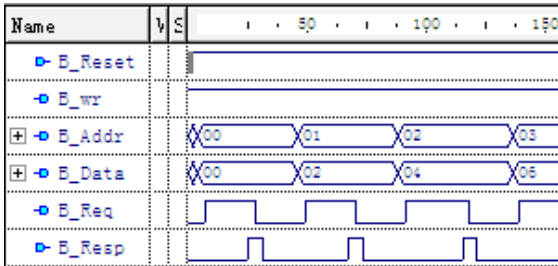 Name V S 50 100 150
B_Reset
B_wr
B_Addr 00 01 02 03
B_Data 00 02 04 06
B_Req
B_Resp